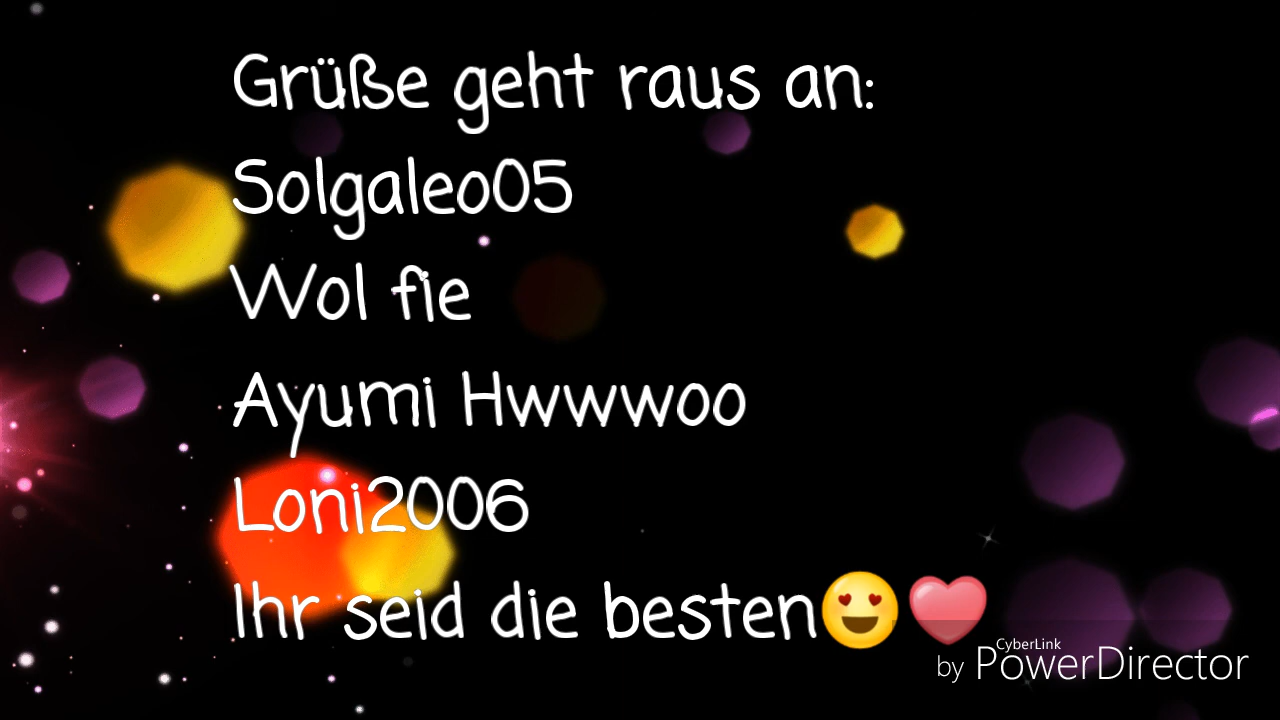 Grüße geht raus an:
Solgaleo05
Wol fie
Ayumi Hwwwoo
Loni2006
Ihr seid die besten😍❤
CyberLink
by PowerDirector